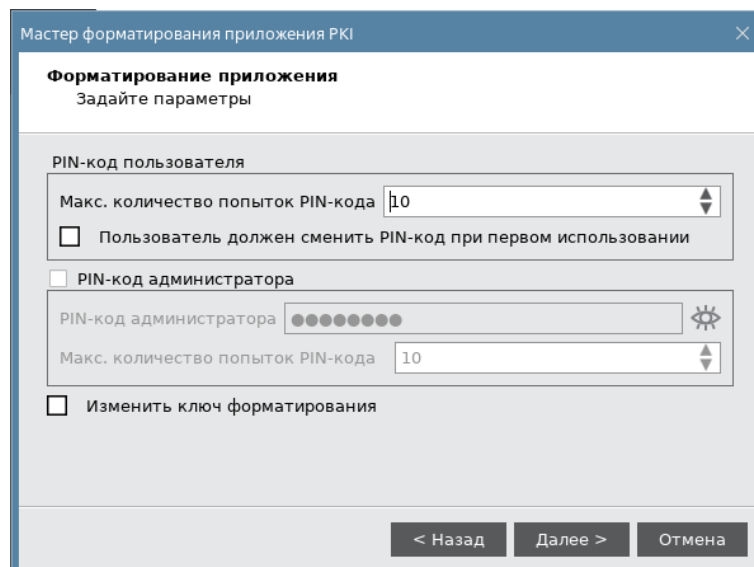 Мастер форматирования приложения PKI
Форматирование приложения
Задайте параметры
PIN-код пользователя
Макс. количество попыток PIN-кода 10
Пользователь должен сменить PIN-код при первом использовании
PIN-код администратора
PIN-код администратора ●●●●●●●●
Макс. количество попыток PIN-кода 10
Изменить ключ форматирования
< Назад Далее > Отмена